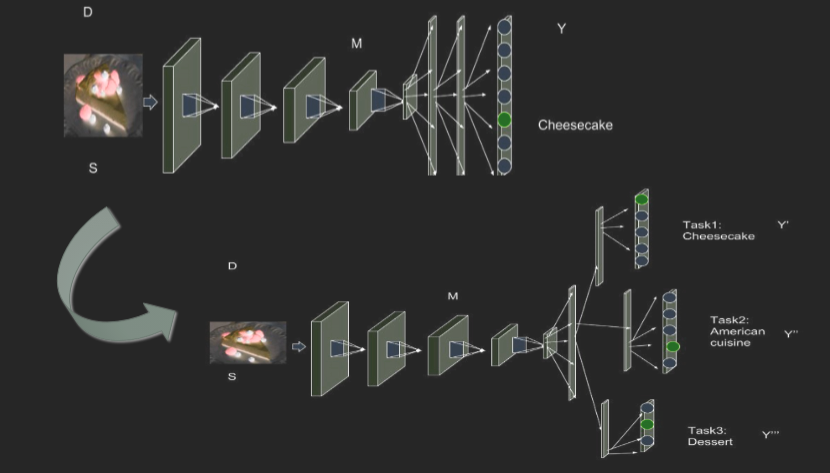 D
M
Y
Cheesecake
S
D
M
S
Task1:
Cheesecake
Y'
Task2:
American
cuisine
Y''
Task3:
Dessert
Y'''